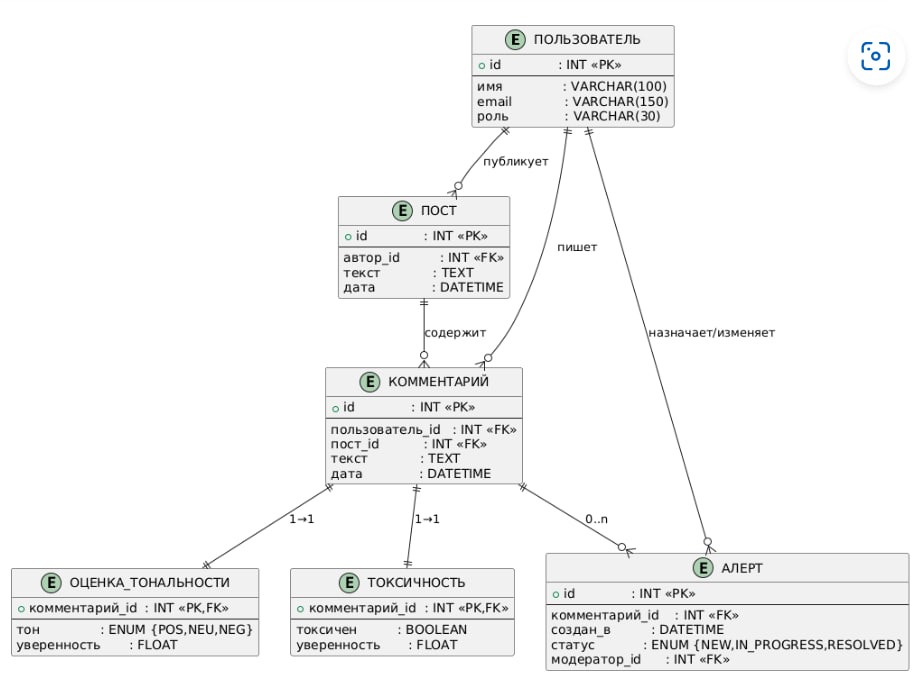 E ПОЛЬЗОВАТЕЛЬ
id : INT «PK»
имя : VARCHAR(100)
email : VARCHAR(150)
роль : VARCHAR(30)
публикует
E ПОСТ
id : INT «PK»
автор_id : INT «FK»
текст : TEXT
дата : DATETIME
пишет
содержит
назначает/изменяет
E КОММЕНТАРИЙ
id : INT «PK»
пользователь_id : INT «FK»
пост_id : INT «FK»
текст : TEXT
дата : DATETIME
1→1
1→1
0..n
E ОЦЕНКА_ТОНАЛЬНОСТИ
комментарий_id : INT «PK,FK»
тон : ENUM {POS,NEU,NEG}
уверенность : FLOAT
E ТОКСИЧНОСТЬ
комментарий_id : INT «PK,FK»
токсичен : BOOLEAN
уверенность : FLOAT
E АЛЕРТ
id : INT «PK»
комментарий_id : INT «FK»
создан_в : DATETIME
статус : ENUM {NEW,IN_PROGRESS,RESOLVED}
модератор_id : INT «FK»